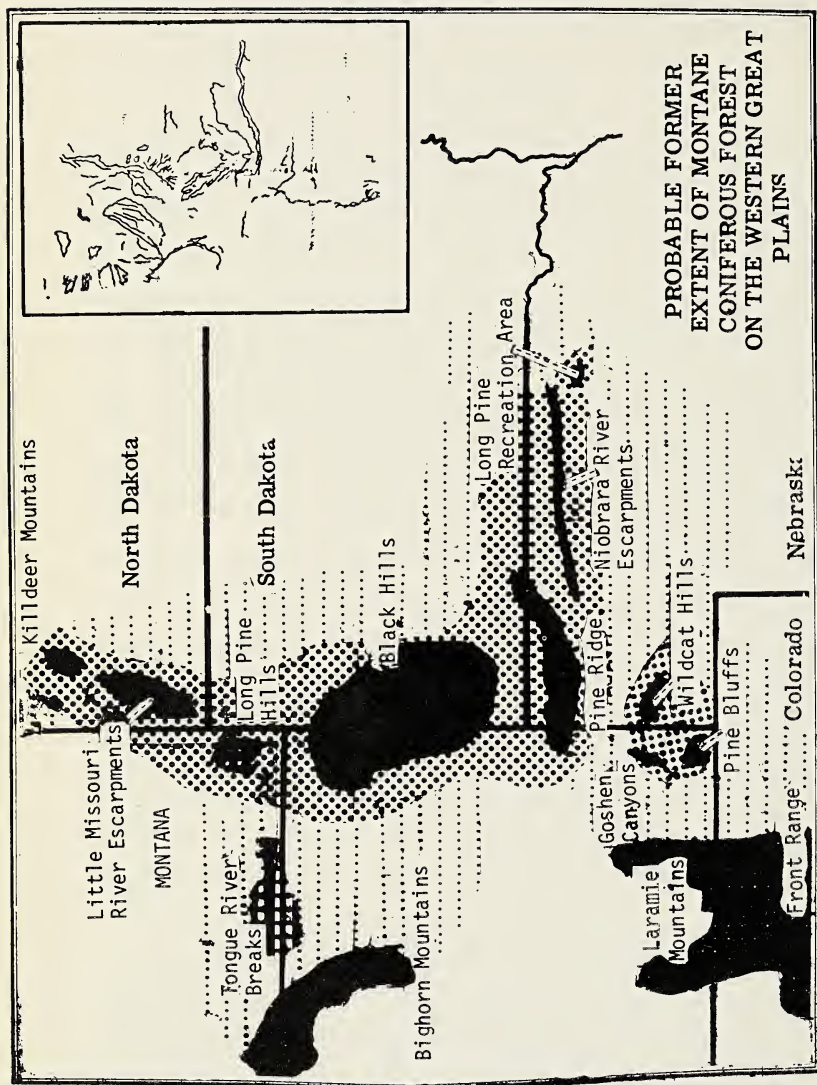 Killdeer Mountains
North Dakota
Little Missouri
River Escarpments
MONTANA
South Dakota
Long Pine
Hills
Tongue River
Breaks
Black Hills
Bighorn Mountains
Long Pine
Recreation Area
Niobrara River
Escarpments
Pine Ridge
Goshen
Canyons
Wildcat Hills
Pine Bluffs
Laramie
Mountains
Front Range
Colorado
Nebrask
PROBABLE FORMER
EXTENT OF MONTANE
CONIFEROUS FOREST
ON THE WESTERN GREAT
PLAINS